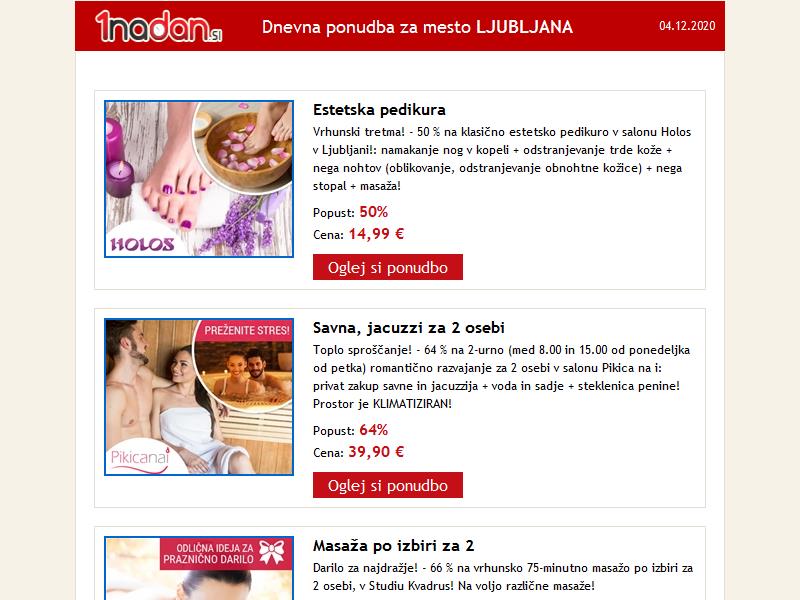 1nadan.si
Dnevna ponudba za mesto LJUBLJANA
04.12.2020
HOLOS
Estetska pedikura
Vrhunski tretma! - 50 % na klasično estetsko pedikuro v salonu Holos
v Ljubljani!: namakanje nog v kopeli + odstranjevanje trde kože +
nega nohtov (oblikovanje, odstranjevanje obnohtne kožice) + nega
stopal + masaža!
Popust: 50%
Cena: 14,99 €
Oglej si ponudbo
PREŽENITE STRES!
Pikicanai
Savna, jacuzzi za 2 osebi
Toplo sproščanje! - 64 % na 2-urno (med 8.00 in 15.00 od ponedeljka
od petka) romantično razvajanje za 2 osebi v salonu Pikica na i:
privat zakup savne in jacuzzija + voda in sadje + steklenica penine!
Prostor je KLIMATIZIRAN!
Popust: 64%
Cena: 39,90 €
Oglej si ponudbo
ODLIČNA IDEJA ZA
PRAZNIČNO DARILO
Masaža po izbiri za 2
Darilo za najdražje! - 66 % na vrhunsko 75-minutno masažo po izbiri za
2 osebi, v Studiu Kvadrus! Na voljo različne masaže!